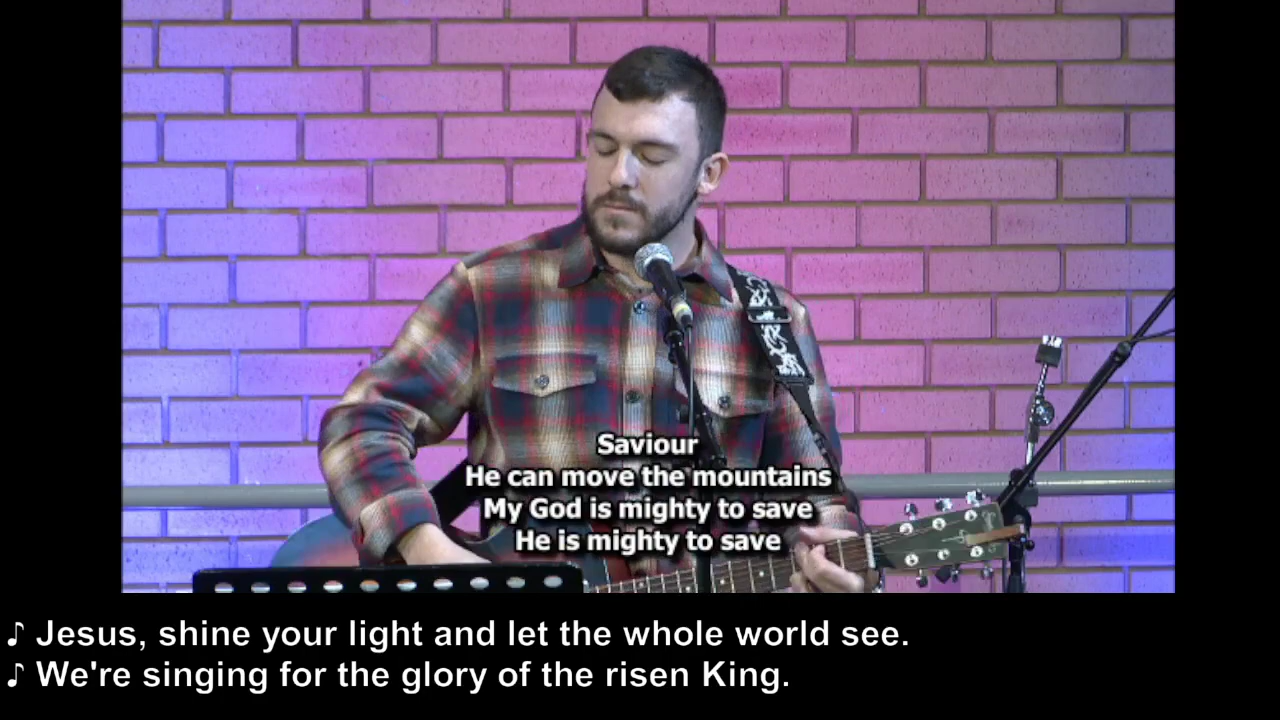 Saviour
He can move the mountains
My God is mighty to save
He is mighty to save
♪ Jesus, shine your light and let the whole world see.
♪ We're singing for the glory of the risen King.